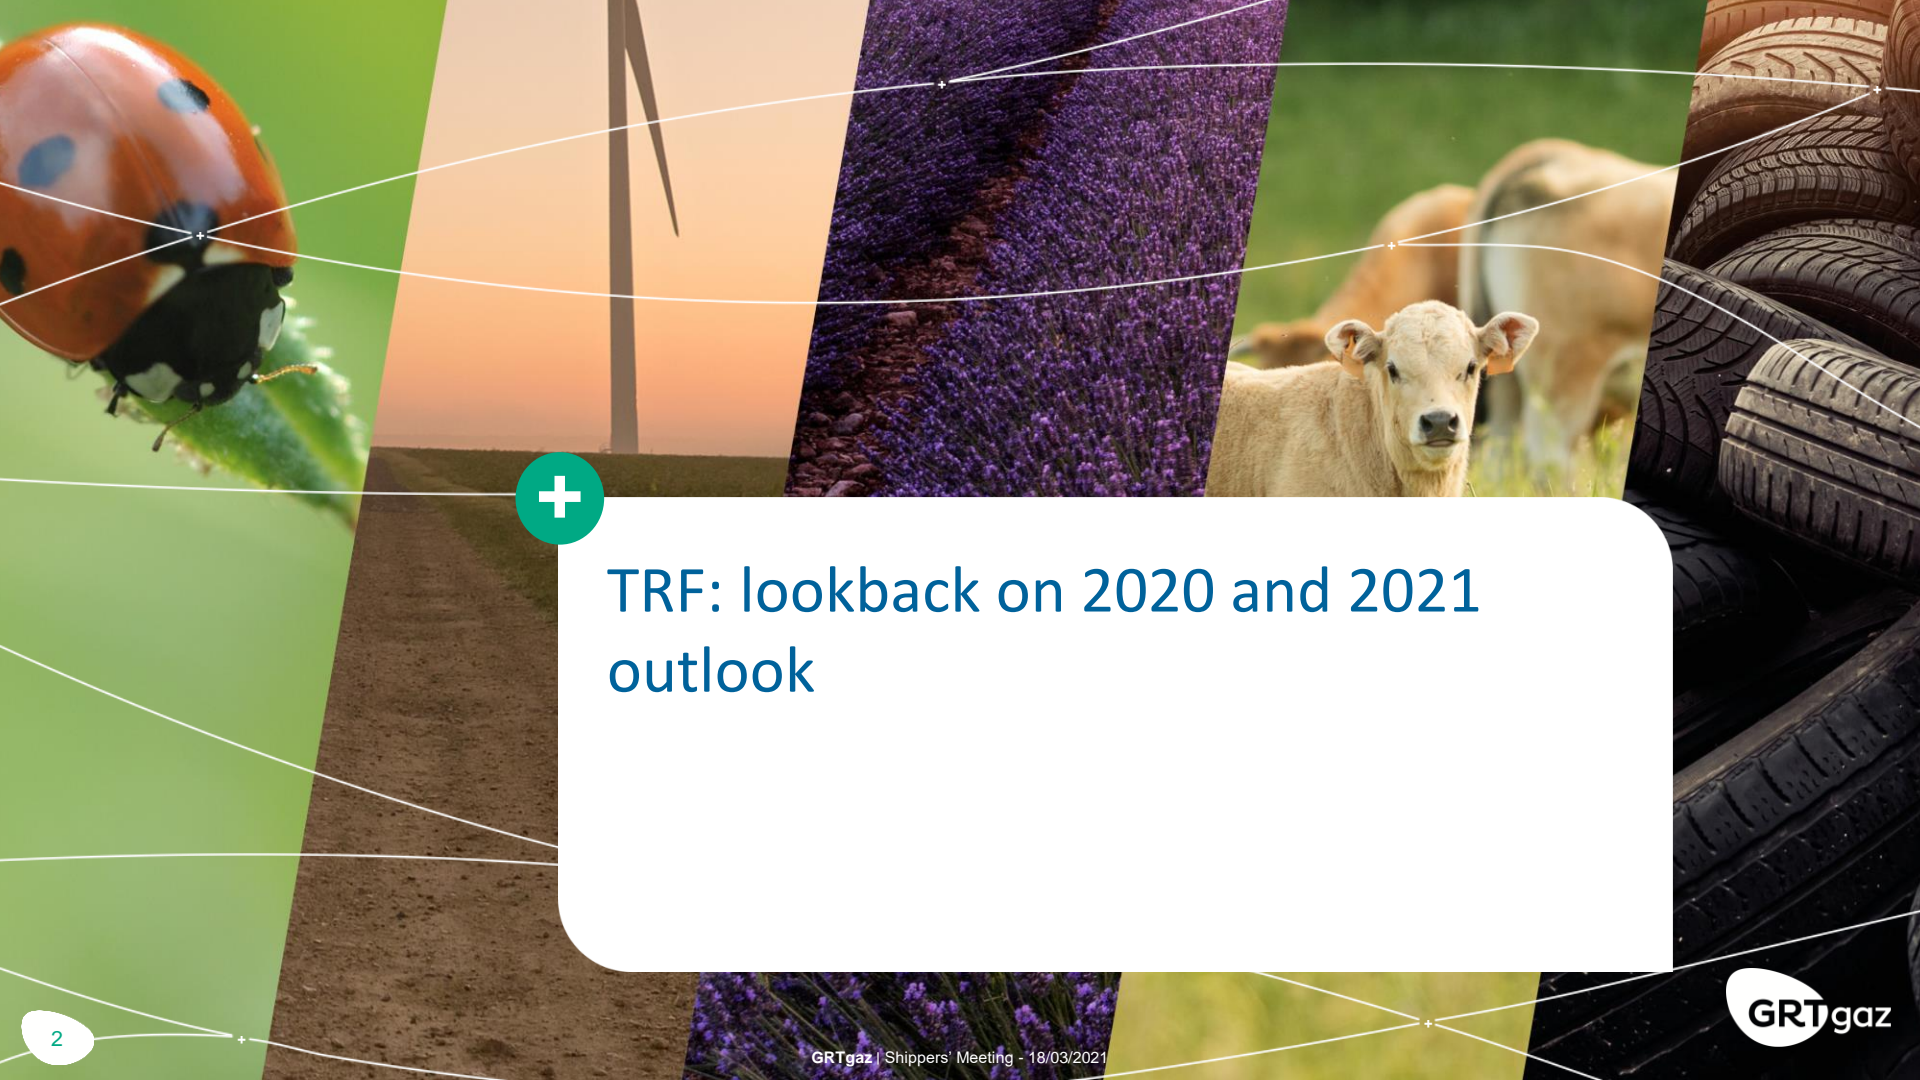 TRF: lookback on 2020 and 2021
outlook
GRTgaz
2
GRTgaz | Shippers' Meeting - 18/03/2021